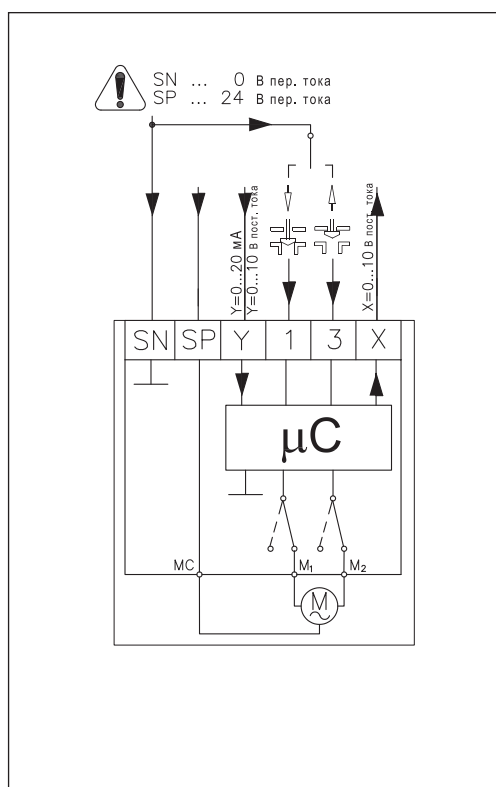 SN ... 0 В пер. тока
SP ... 24 В пер. тока
Y=0...20 мА
Y=0...10 В пост. тока
X=0...10 В пост. тока
SN SP Y 1 3 X
µC
MC M₁ M₂
M